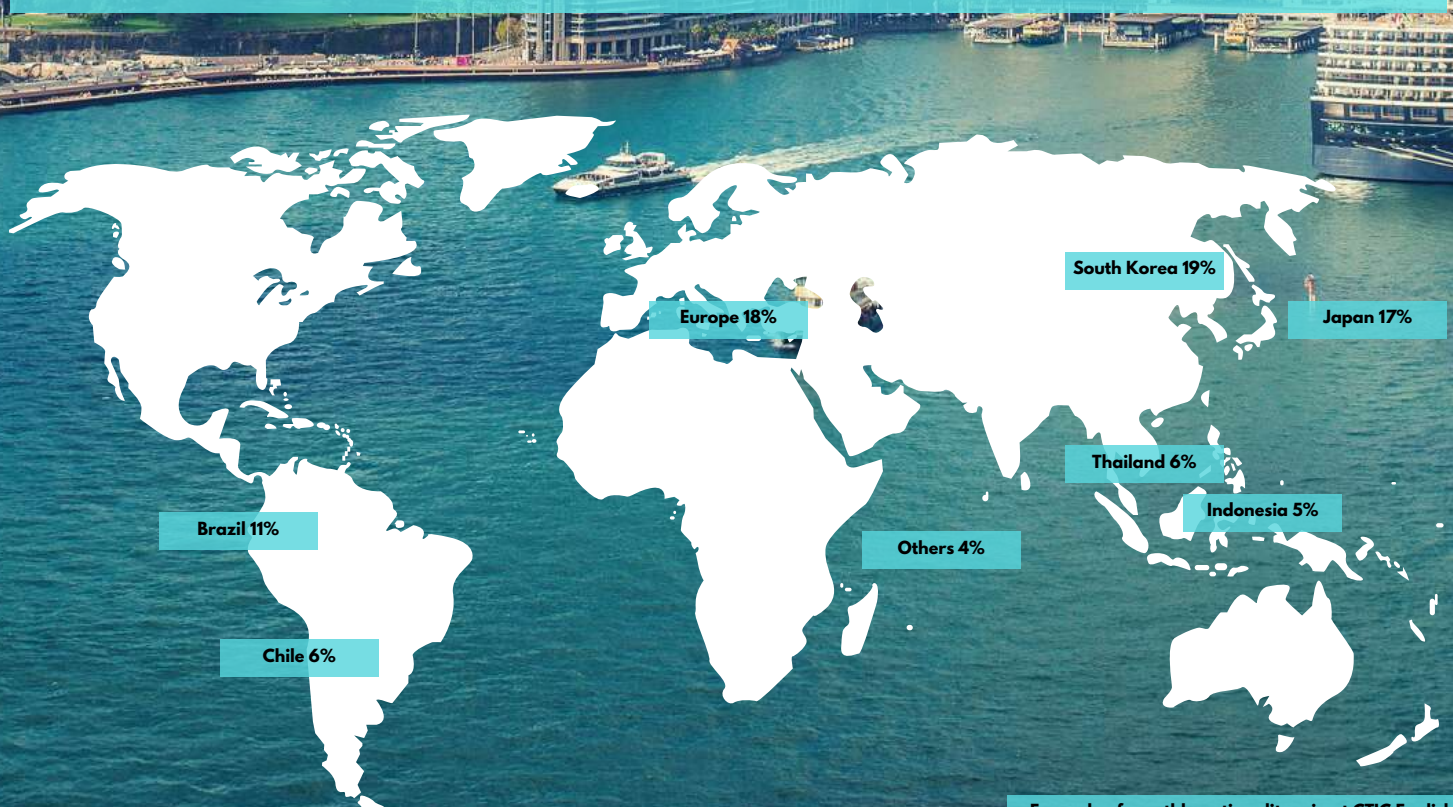 South Korea 19%
Europe 18%
Japan 17%
Thailand 6%
Indonesia 5%
Brazil 11%
Others 4%
Chile 6%